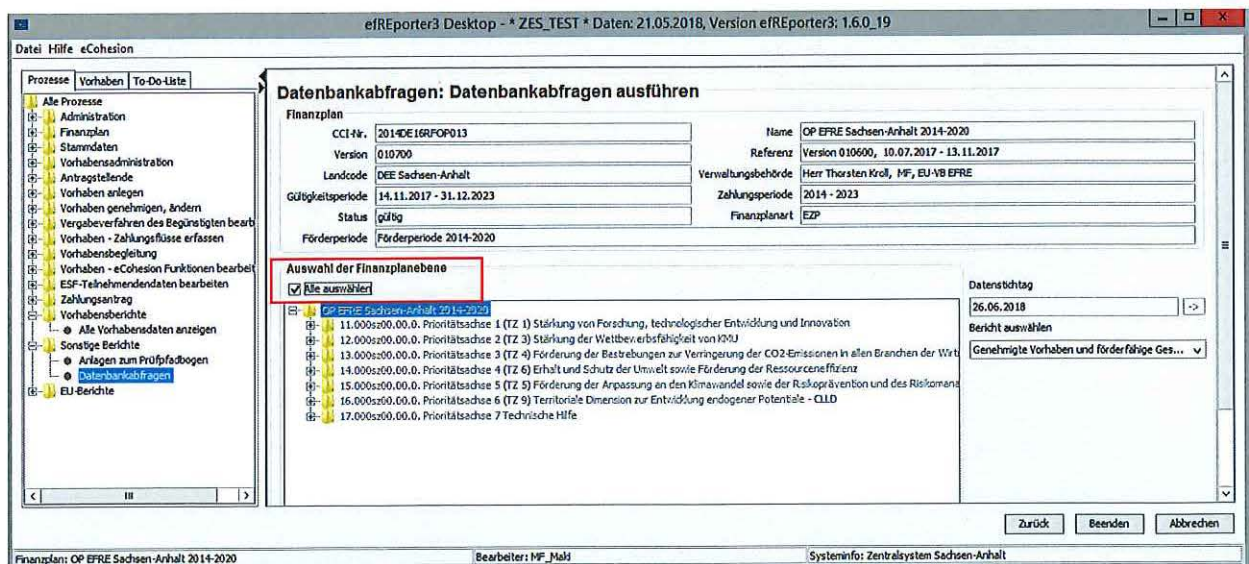 efREporter3 Desktop - * ZES_TEST * Daten: 21.05.2018, Version efREporter3: 1.6.0_19
Datei Hilfe eCohesion
Prozesse Vorhaben To-Do-Liste
Alle Prozesse
Administration
Finanzplan
Stammdaten
Vorhabensadministration
Antragstellende
Vorhaben anlegen
Vorhaben genehmigen, ändern
Vergabeverfahren des Begünstigten bearb
Vorhaben - Zahlungsflüsse erfassen
Vorhabensbegleitung
Vorhaben - eCohesion Funktionen bearbeit
ESF-Teilnehmendendaten bearbeiten
Zahlungsantrag
Vorhabensberichte
Alle Vorhabensdaten anzeigen
Sonstige Berichte
Anlagen zum Prüfpfadbogen
Datenbankabfragen
EU-Berichte
Datenbankabfragen: Datenbankabfragen ausführen
Finanzplan
CCI-Nr. 2014DE16RFOP013
Name OP EFRE Sachsen-Anhalt 2014-2020
Version 010700
Referenz Version 010600, 10.07.2017 - 13.11.2017
Landcode DEE Sachsen-Anhalt
Verwaltungsbehörde Herr Thorsten Kroll, MF, EU-VB EFRE
Gültigkeitsperiode 14.11.2017 - 31.12.2023
Zahlungsperiode 2014 - 2023
Status gültig
Finanzplanart EZP
Förderperiode Förderperiode 2014-2020
Auswahl der Finanzplanebene
Alle auswählen
OP EFRE Sachsen-Anhalt 2014-2020
11.000sz00.00.0. Prioritätsachse 1 (TZ 1) Stärkung von Forschung, technologischer Entwicklung und Innovation
12.000sz00.00.0. Prioritätsachse 2 (TZ 3) Stärkung der Wettbewerbsfähigkeit von KMU
13.000sz00.00.0. Prioritätsachse 3 (TZ 4) Förderung der Bestrebungen zur Verringerung der CO2-Emissionen in allen Branchen der Wirt
14.000sz00.00.0. Prioritätsachse 4 (TZ 6) Erhalt und Schutz der Umwelt sowie Förderung der Ressourceneffizienz
15.000sz00.00.0. Prioritätsachse 5 (TZ 5) Förderung der Anpassung an den Klimawandel sowie der Risikoprävention und des Risikomana
16.000sz00.00.0. Prioritätsachse 6 (TZ 9) Territoriale Dimension zur Entwicklung endogener Potentiale - CLLD
17.000sz00.00.0. Prioritätsachse 7 Technische Hilfe
Datenstichtag
26.06.2018 ->
Bericht auswählen
Genehmigte Vorhaben und förderfähige Ges...
Zurück Beenden Abbrechen
Finanzplan: OP EFRE Sachsen-Anhalt 2014-2020
Bearbeiter: MF_Maki
Systeminfo: Zentralsystem Sachsen-Anhalt